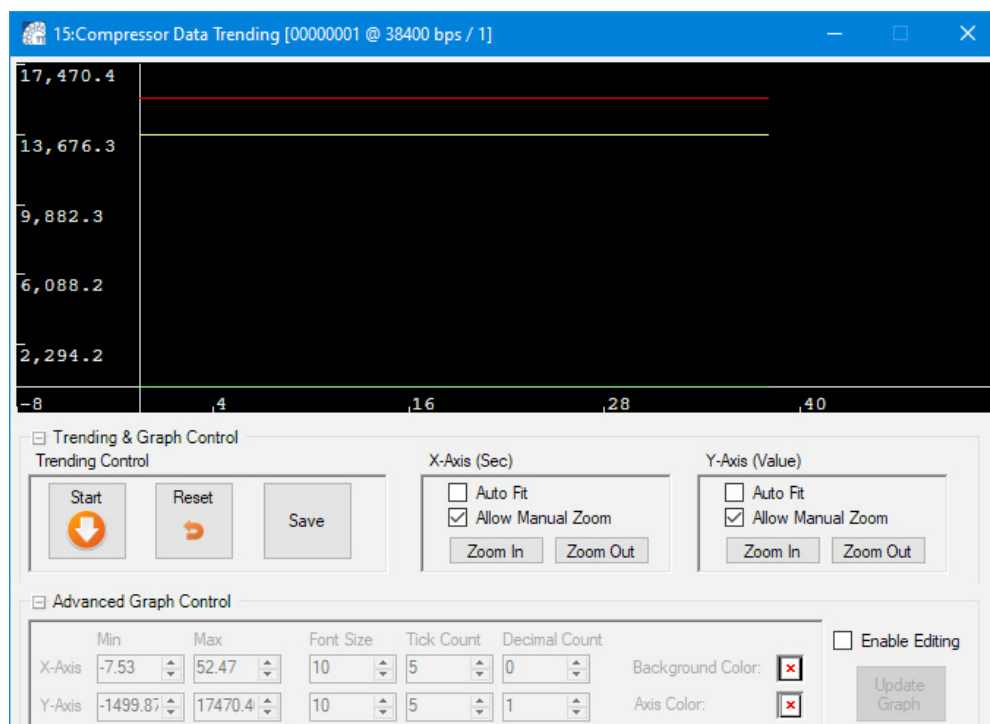 15:Compressor Data Trending [00000001 @ 38400 bps / 1]
17,470.4
13,676.3
9,882.3
6,088.2
2,294.2
-8 4 16 28 40
Trending & Graph Control
Trending Control X-Axis (Sec) Y-Axis (Value)
Start Reset Save Auto Fit Auto Fit
Allow Manual Zoom Allow Manual Zoom
Zoom In Zoom Out Zoom In Zoom Out
Advanced Graph Control
Min Max Font Size Tick Count Decimal Count Enable Editing
X-Axis -7.53 52.47 10 5 0 Background Color:
Y-Axis -1499.87 17470.4 10 5 1 Axis Color: Update Graph